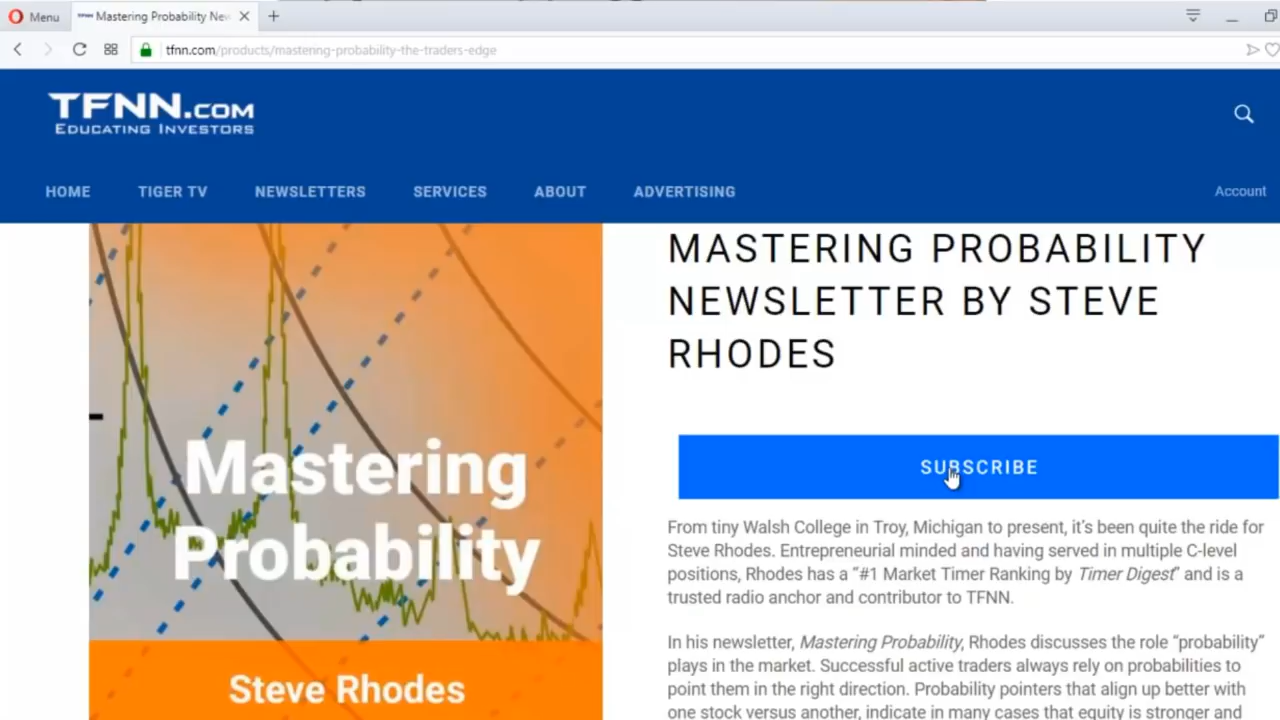 Menu
Mastering Probability New
tfnn.com/products/mastering-probability-the-traders-edge
TFNN.COM
EDUCATING INVESTORS
HOME TIGER TV NEWSLETTERS SERVICES ABOUT ADVERTISING Account
Mastering
Probability
Steve Rhodes
MASTERING PROBABILITY
NEWSLETTER BY STEVE
RHODES
SUBSCRIBE
From tiny Walsh College in Troy, Michigan to present, it's been quite the ride for
Steve Rhodes. Entrepreneurial minded and having served in multiple C-level
positions, Rhodes has a "#1 Market Timer Ranking by Timer Digest" and is a
trusted radio anchor and contributor to TFNN.
In his newsletter, Mastering Probability, Rhodes discusses the role "probability"
plays in the market. Successful active traders always rely on probabilities to
point them in the right direction. Probability pointers that align up better with
one stock versus another, indicate in many cases that equity is stronger and